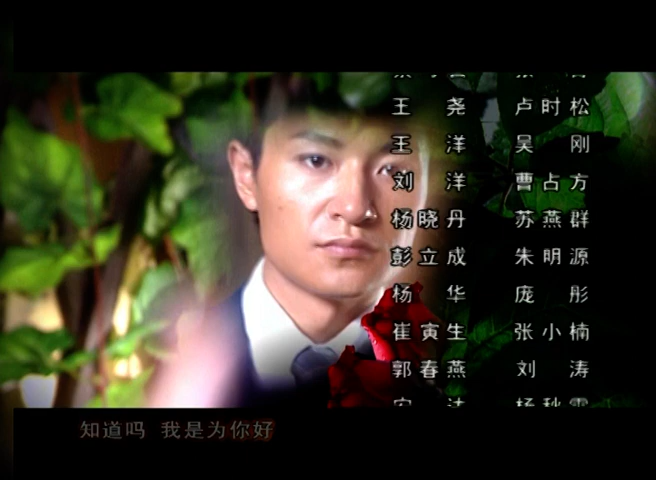 王尧 卢时松
王洋 吴刚
刘洋 曹占方
杨晓丹 苏燕群
彭立成 朱明源
杨华 庞彤
崔寅生 张小楠
郭春燕 刘涛
知道吗 我是为你好